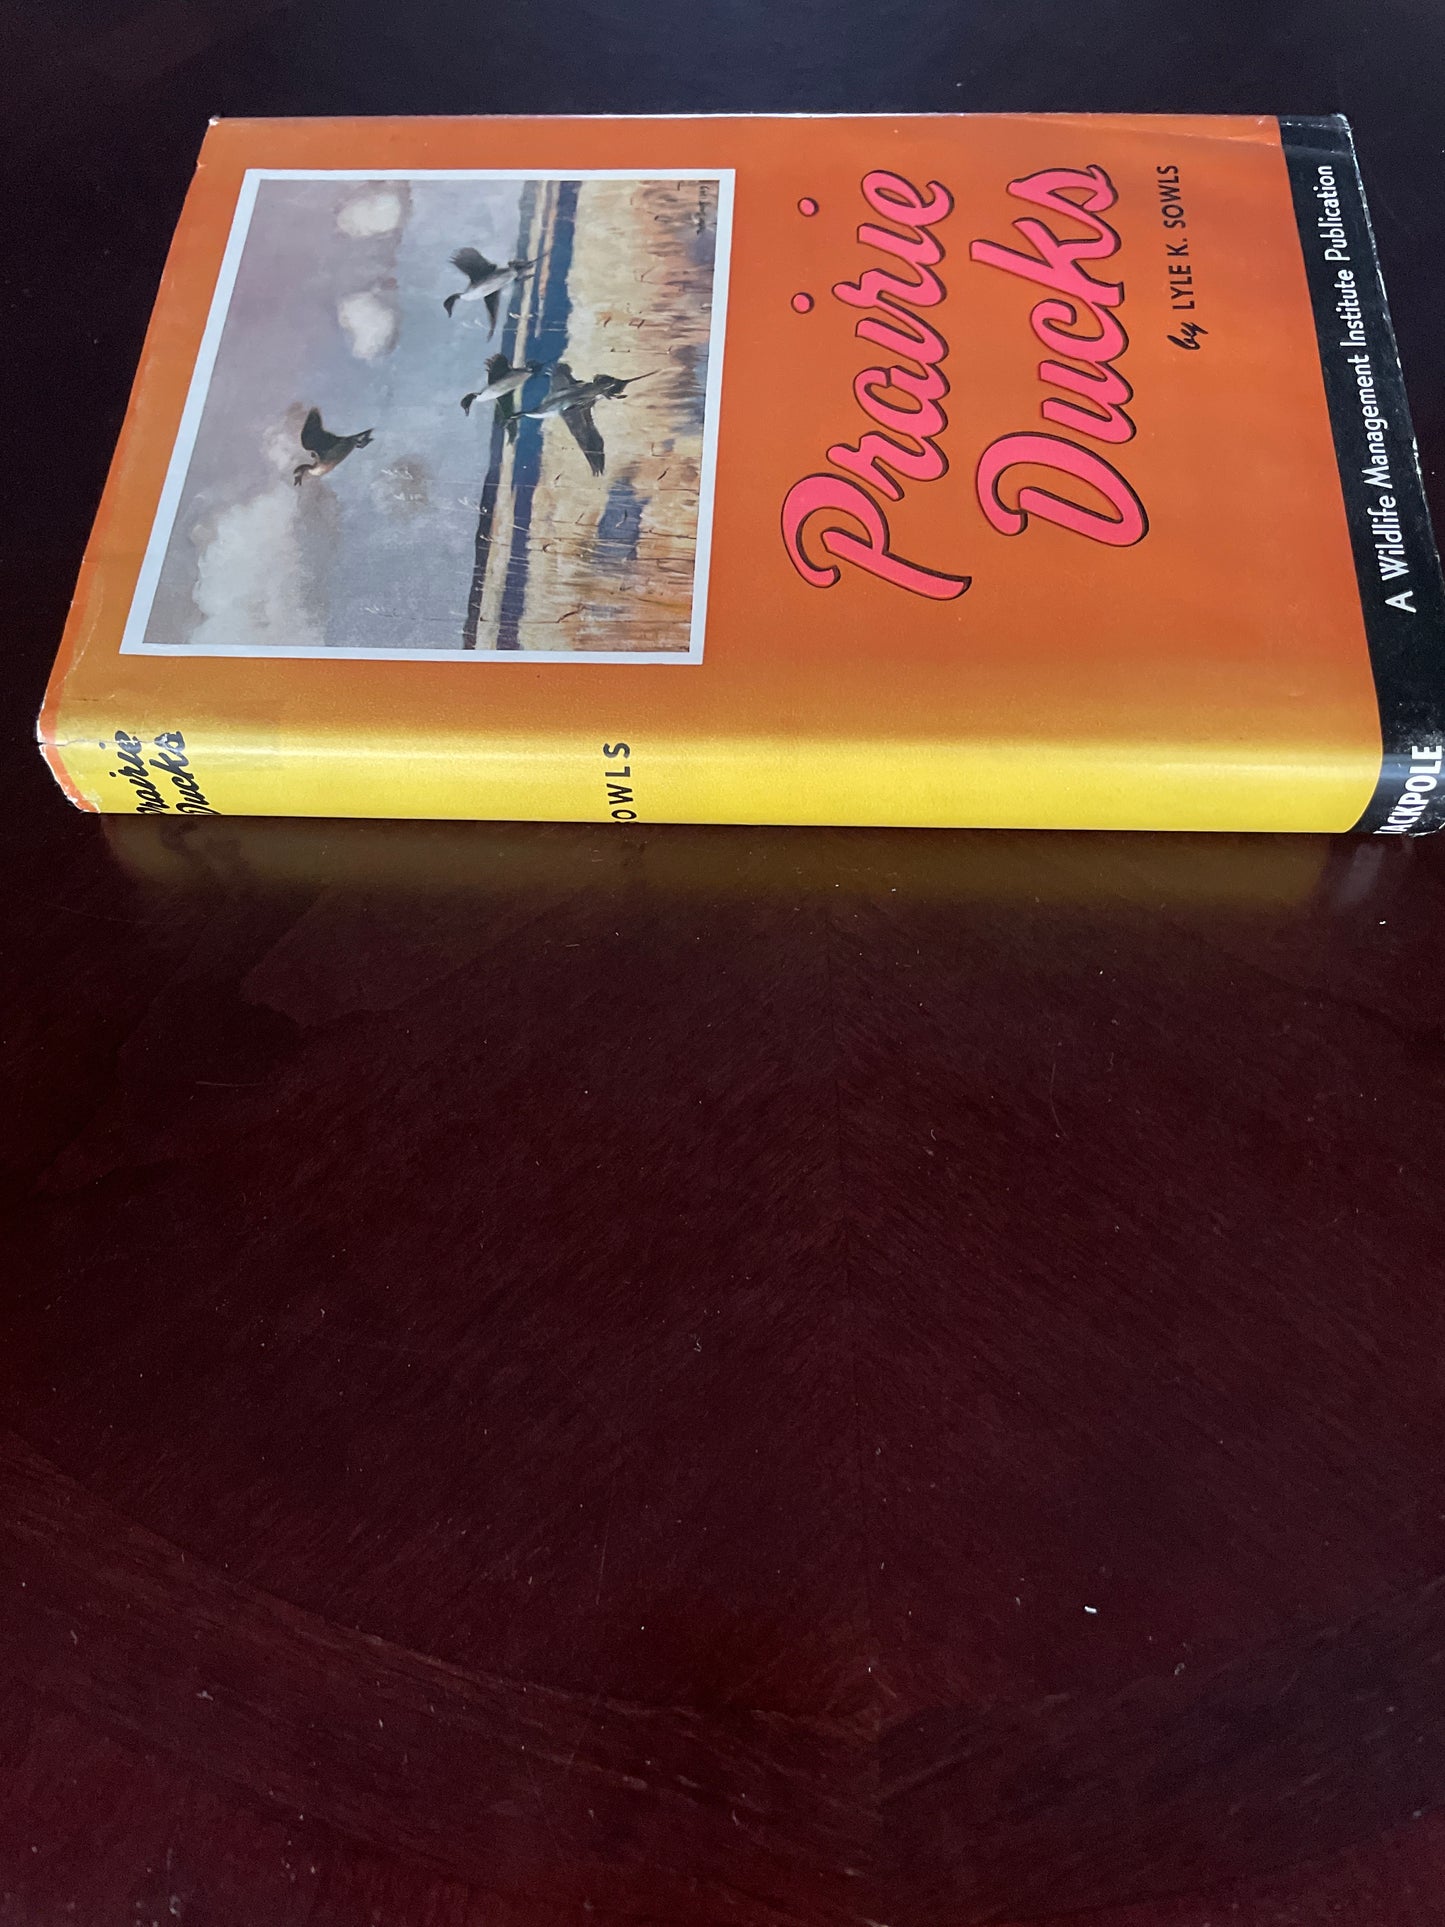 Prairie
Ducks
by LYLE K. SOWLS
A Wildlife Management Institute Publication
Prairie
Ducks
SOWLS